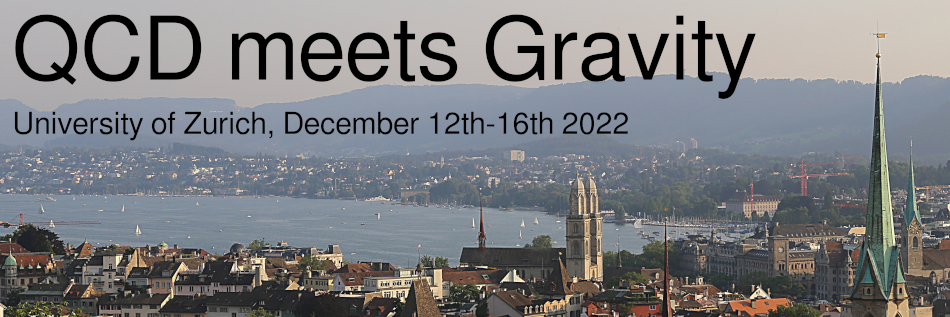 QCD meets Gravity
University of Zurich, December 12th-16th 2022